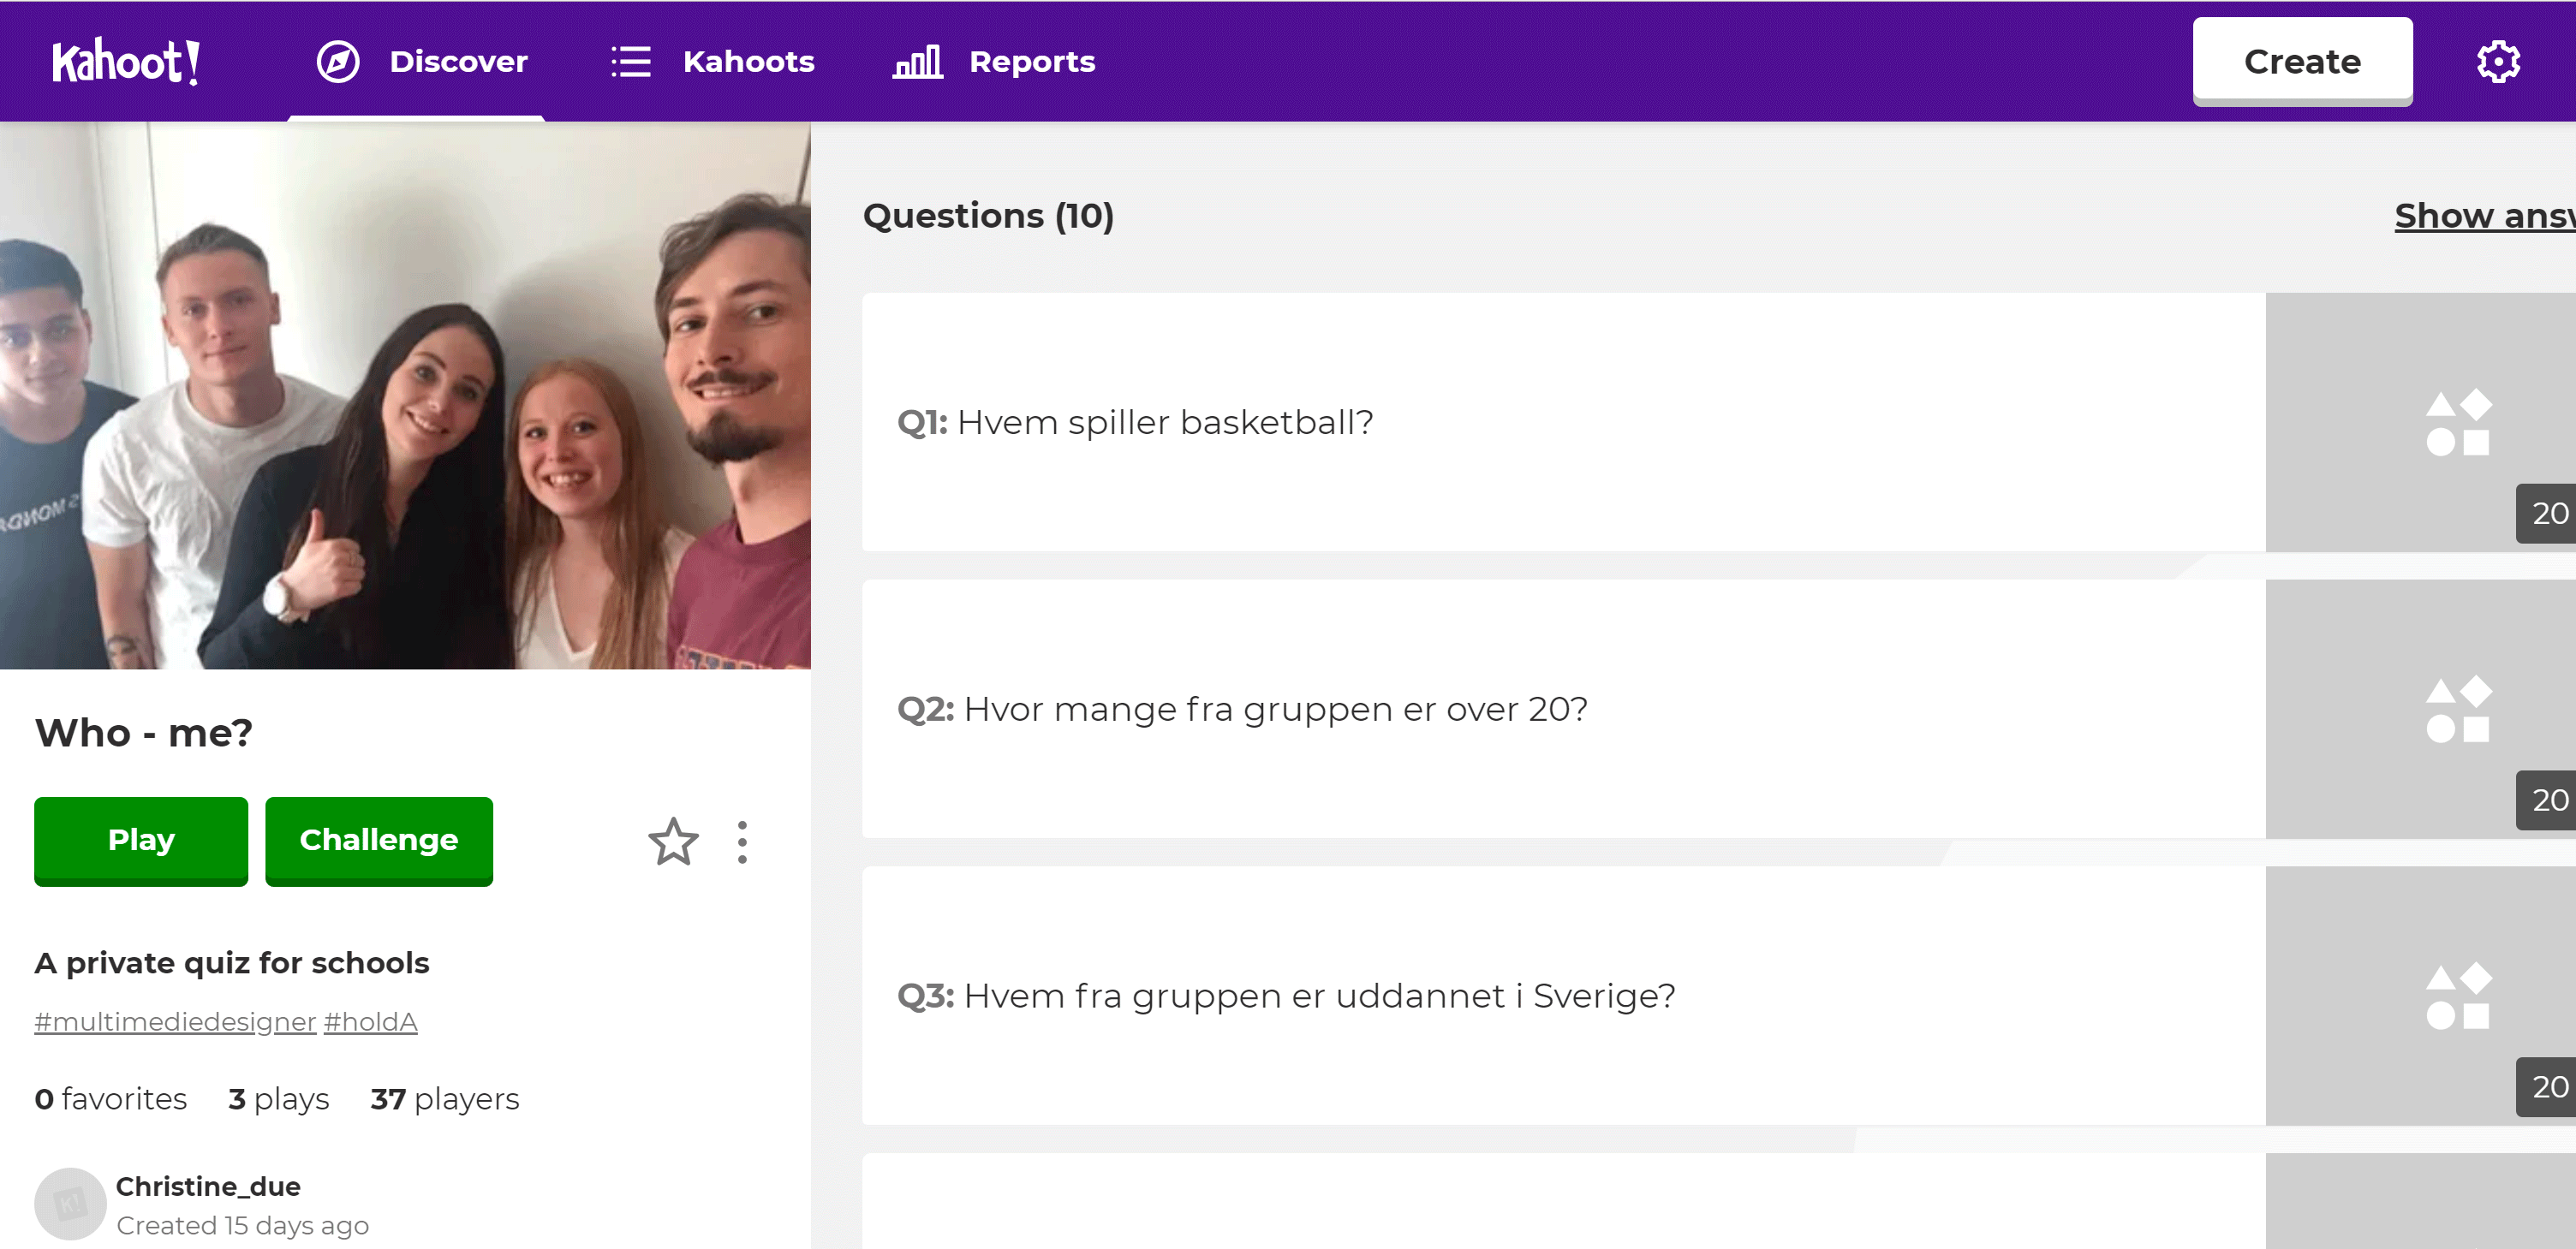 Kahoot!
Discover
Kahoots
Reports
Create
Who - me?
Play
Challenge
A private quiz for schools
#multimediedesigner #holdA
0 favorites 3 plays 37 players
Christine_due
Created 15 days ago
Questions (10)
Show
Q1: Hvem spiller basketball?
20
Q2: Hvor mange fra gruppen er over 20?
20
Q3: Hvem fra gruppen er uddannet i Sverige?
20